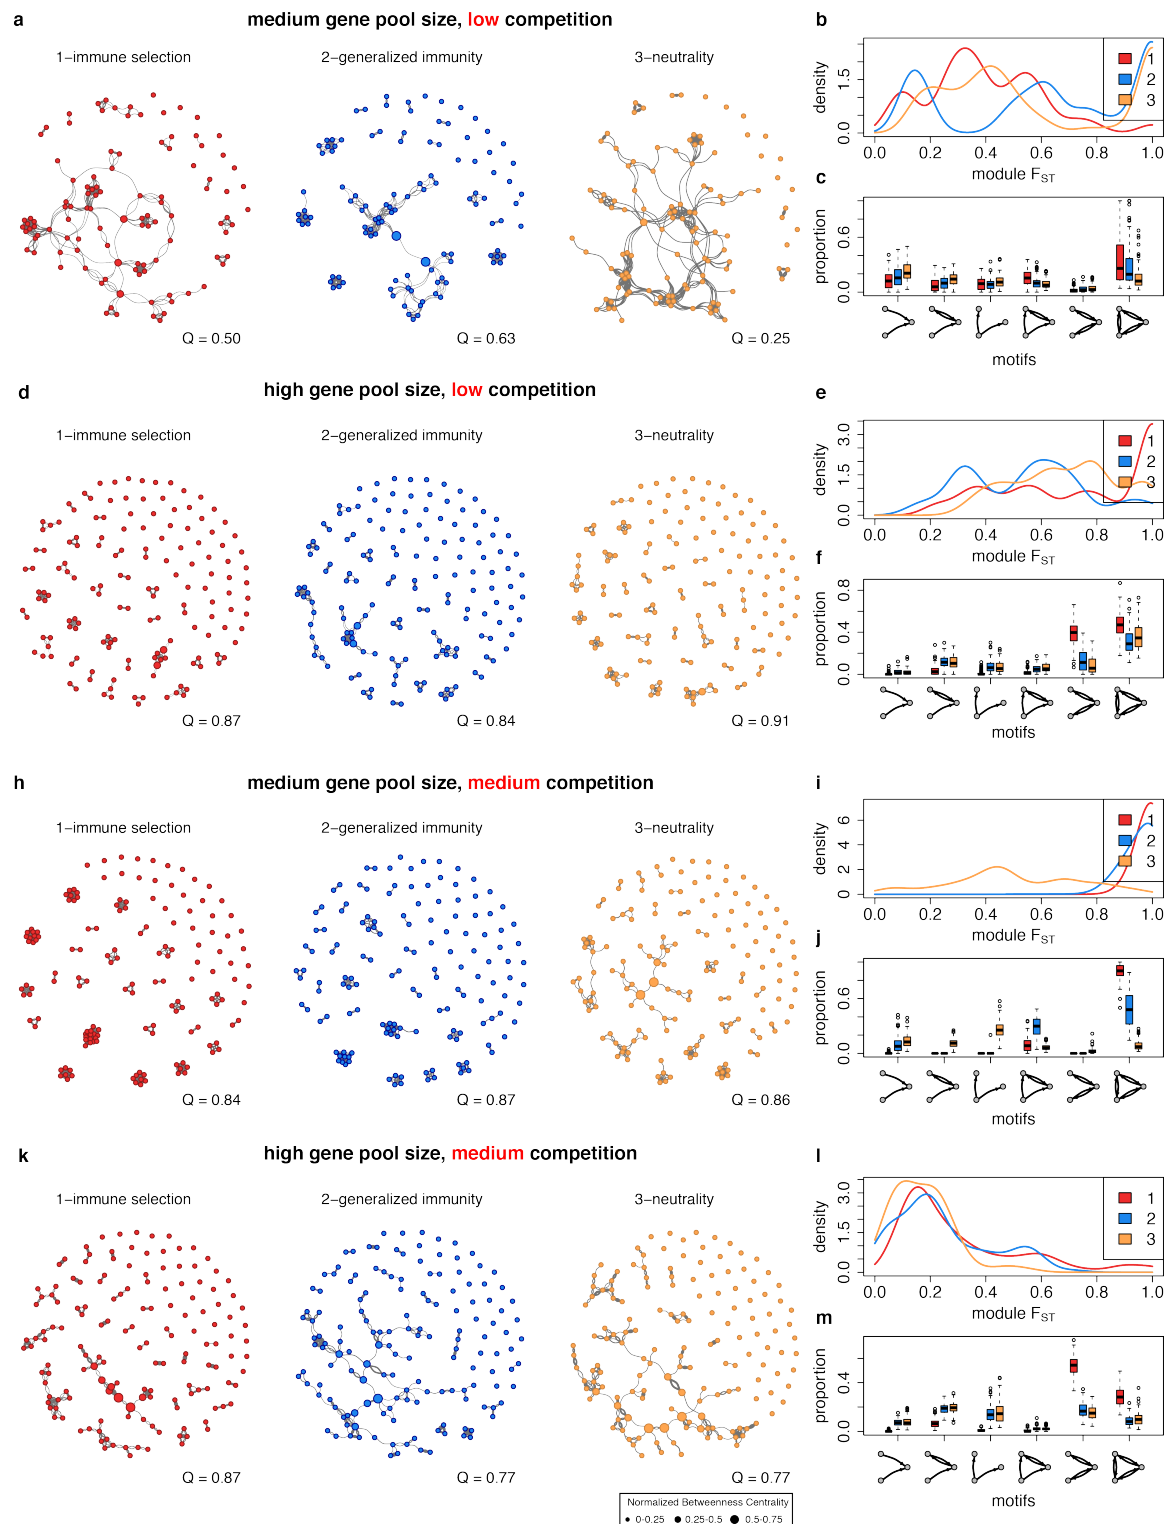 a medium gene pool size, low competition
1−immune selection 2−generalized immunity 3−neutrality
Q = 0.50 Q = 0.63 Q = 0.25
b
density
0.0 1.5
1
2
3
0.0 0.2 0.4 0.6 0.8 1.0
module FST
c
proportion
0.0 0.6
motifs
d high gene pool size, low competition
1−immune selection 2−generalized immunity 3−neutrality
Q = 0.87 Q = 0.84 Q = 0.91
e
density
0.0 1.5 3.0
1
2
3
0.0 0.2 0.4 0.6 0.8 1.0
module FST
f
proportion
0.0 0.4 0.8
motifs
h medium gene pool size, medium competition
1−immune selection 2−generalized immunity 3−neutrality
Q = 0.84 Q = 0.87 Q = 0.86
i
density
0 2 4 6
1
2
3
0.0 0.2 0.4 0.6 0.8 1.0
module FST
j
proportion
0.0 0.6
motifs
k high gene pool size, medium competition
1−immune selection 2−generalized immunity 3−neutrality
Q = 0.87 Q = 0.77 Q = 0.77
l
density
0.0 1.5 3.0
1
2
3
0.0 0.2 0.4 0.6 0.8 1.0
module FST
m
proportion
0.0 0.4
motifs
Normalized Betweenness Centrality
0-0.25 0.25-0.5 0.5-0.75